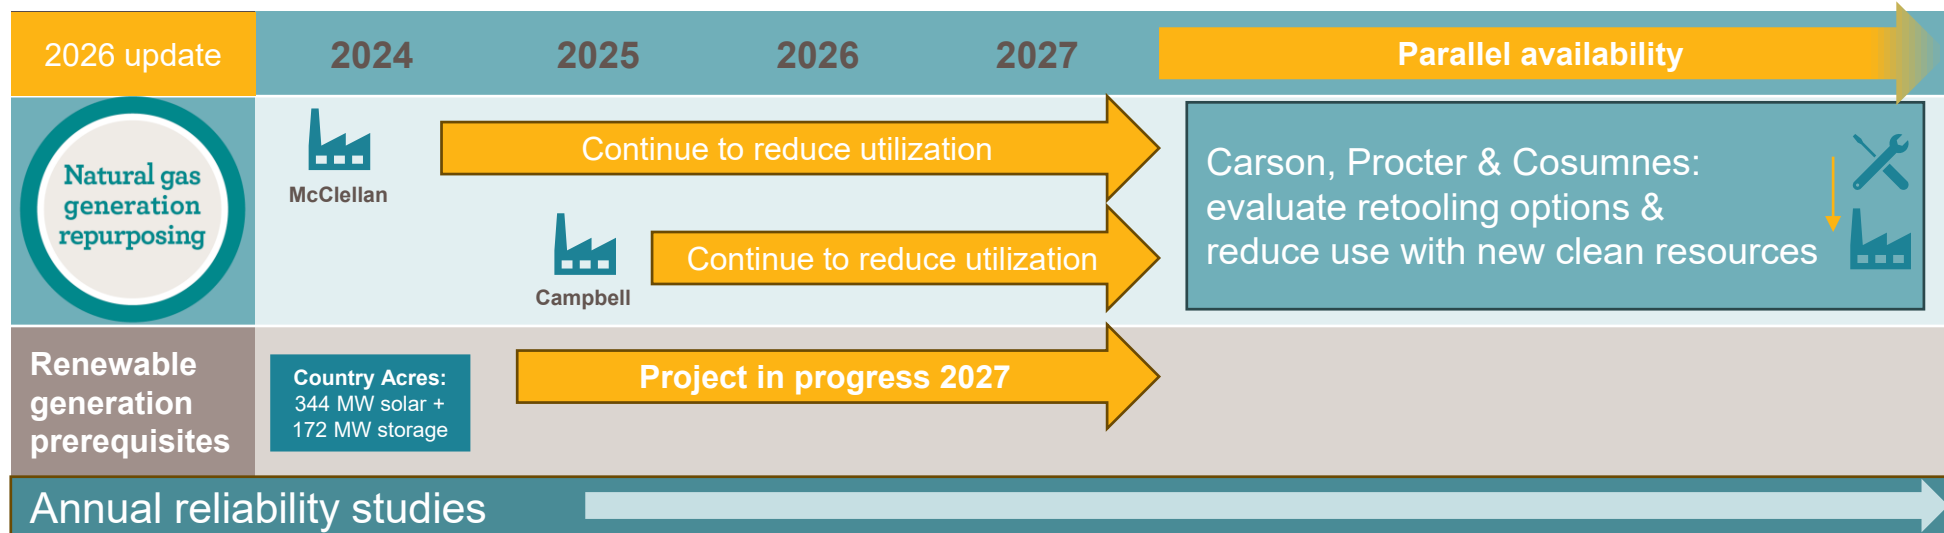 2026 update
2024
2025
2026
2027
Parallel availability
Natural gas
generation
repurposing
McClellan
Continue to reduce utilization
Campbell
Continue to reduce utilization
Carson, Procter & Cosumnes:
evaluate retooling options &
reduce use with new clean resources
Renewable
generation
prerequisites
Country Acres:
344 MW solar +
172 MW storage
Project in progress 2027
Annual reliability studies